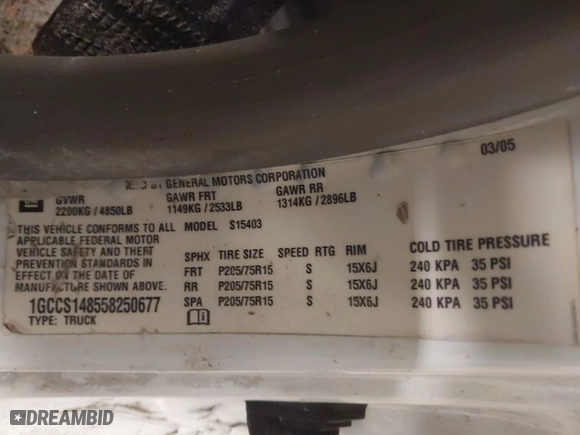 03/05
BY GENERAL MOTORS CORPORATION
GM
GVWR GAWR FRT GAWR RR
2200KG / 4850LB 1149KG / 2533LB 1314KG / 2896LB
THIS VEHICLE CONFORMS TO ALL MODEL S15403
APPLICABLE FEDERAL MOTOR
VEHICLE SAFETY AND THEFT
PREVENTION STANDARDS IN
EFFECT ON THE DATE OF
MANUFACTURE SHOWN ABOVE.
1GCCS148558250677
TYPE: TRUCK
SPHX TIRE SIZE SPEED RTG RIM COLD TIRE PRESSURE
FRT P205/75R15 S 15X6J 240 KPA 35 PSI
RR P205/75R15 S 15X6J 240 KPA 35 PSI
SPA P205/75R15 S 15X6J 240 KPA 35 PSI
DREAMBID